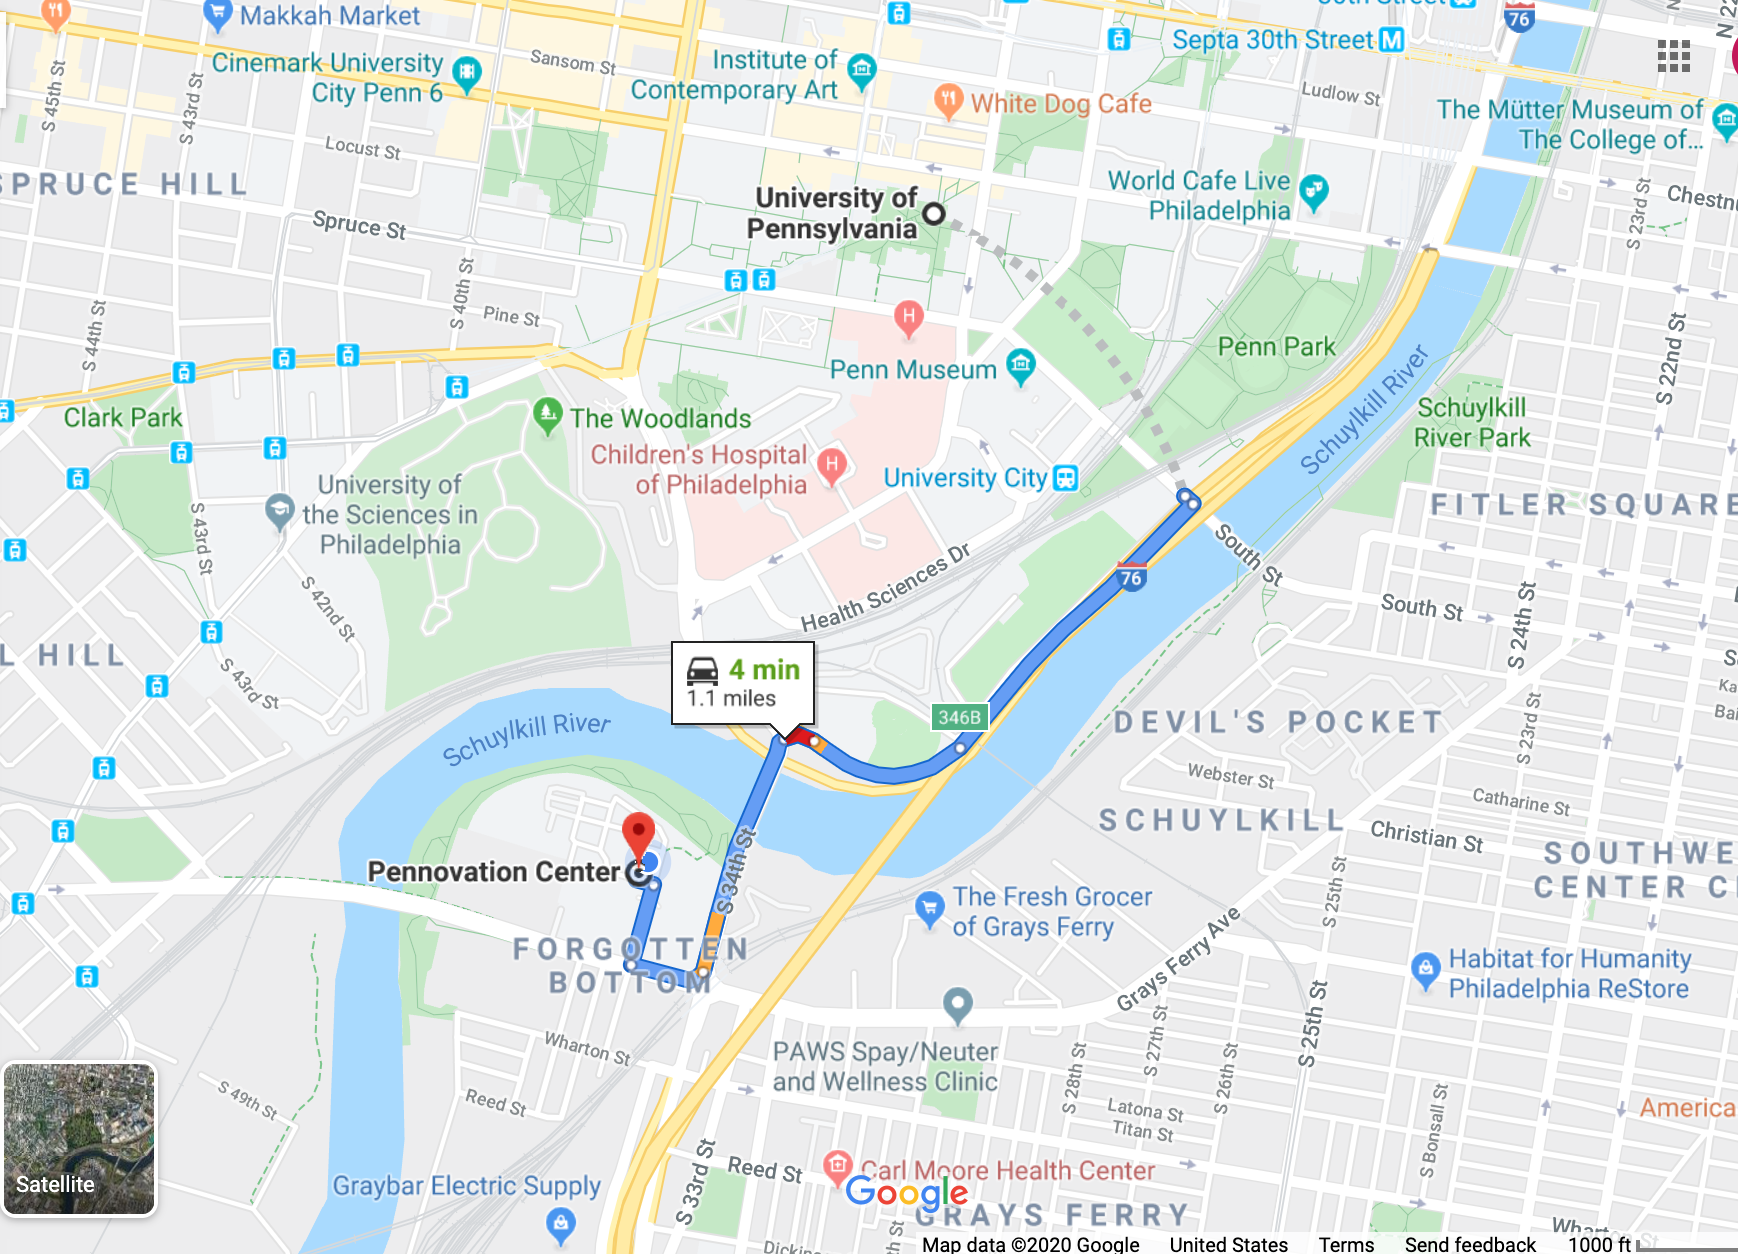 Makkah Market
Cinemark University
City Penn 6
S 45th St
S 43rd St
Sansom St
Locust St
Institute of
Contemporary Art
White Dog Cafe
Septa 30th Street
M
76
Ludlow St
The Mütter Museum of
The College of...
SPRUCE HILL
Spruce St
University of
Pennsylvania
World Cafe Live
Philadelphia
S 23rd St
S 40th St
Pine St
S 44th St
H
Penn Museum
Penn Park
Schuylkill River
S 22nd St
Clark Park
The Woodlands
Children's Hospital
of Philadelphia
H
University City
Schuylkill
River Park
University of
the Sciences in
Philadelphia
S 43rd St
S 42nd St
FITLER SQUARE
South St
76
Health Sciences Dr
South St
S 24th St
L HILL
S 43rd St
4 min
1.1 miles
346B
Schuylkill River
DEVIL'S POCKET
S 23rd St
Webster St
Catharine St
SCHUYLKILL
Christian St
S 34th St
Pennovation Center
SOUTHWE
CENTER C
S 25th St
The Fresh Grocer
of Grays Ferry
FORGOTTEN
BOTTOM
Grays Ferry Ave
Habitat for Humanity
Philadelphia ReStore
S 25th St
PAWS Spay/Neuter
and Wellness Clinic
Wharton St
S 27th St
S 28th St
S 26th St
Reed St
S 49th St
Latona St
Titan St
S Bonsall St
America
Satellite
Graybar Electric Supply
S 33rd St
Reed St
Carl Moore Health Center
Google
GRAYS FERRY
Map data ©2020 Google
United States
Terms
Send feedback
1000 ft